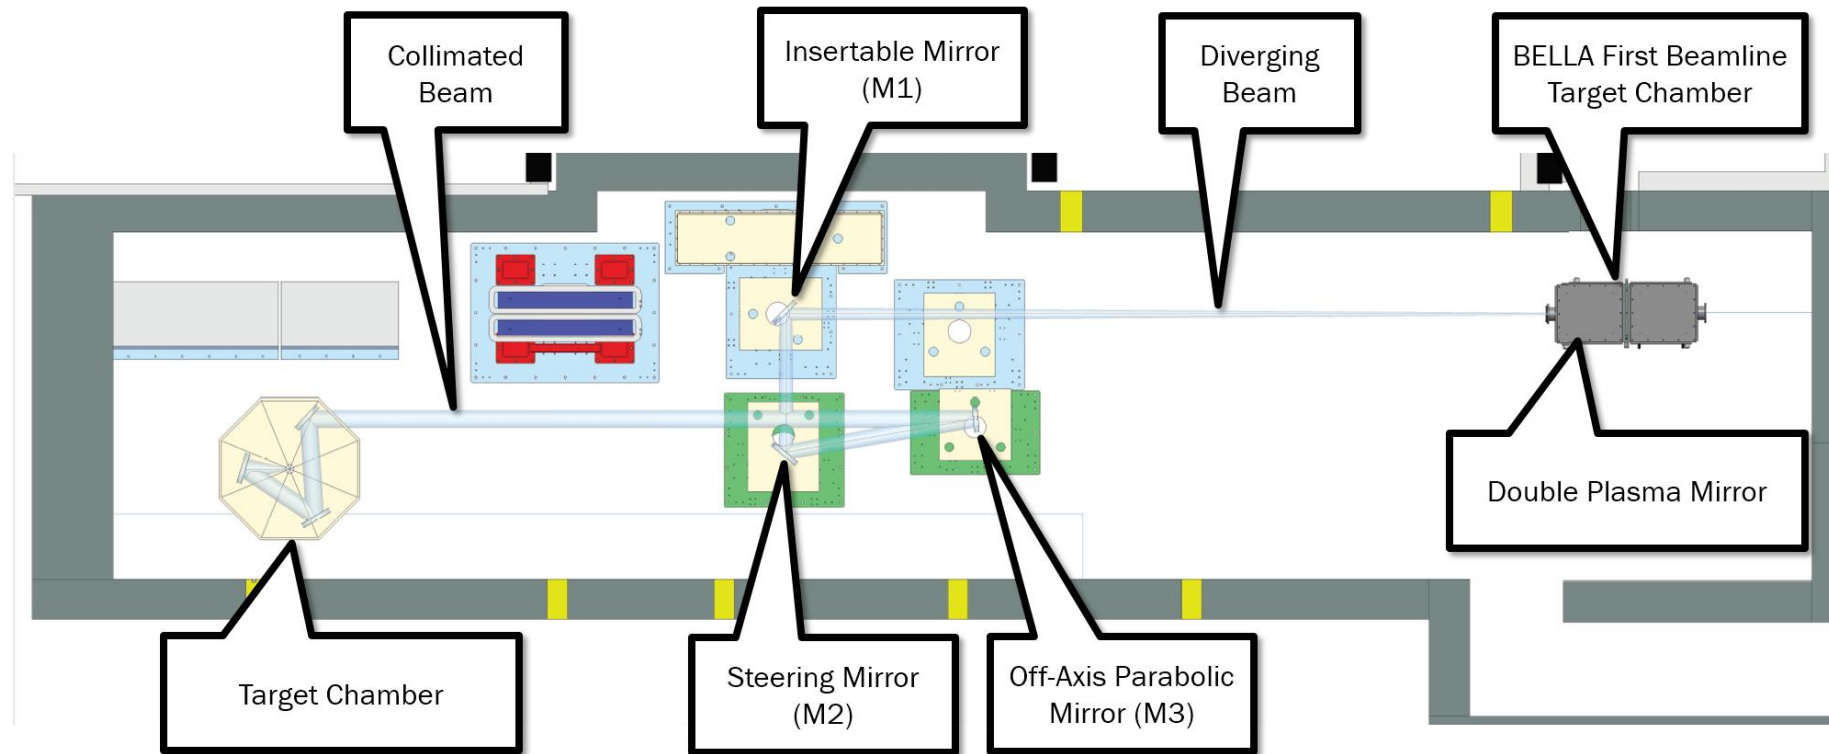 Collimated
Beam
Insertable Mirror
(M1)
Diverging
Beam
BELLA First Beamline
Target Chamber
Double Plasma Mirror
Target Chamber
Steering Mirror
(M2)
Off-Axis Parabolic
Mirror (M3)